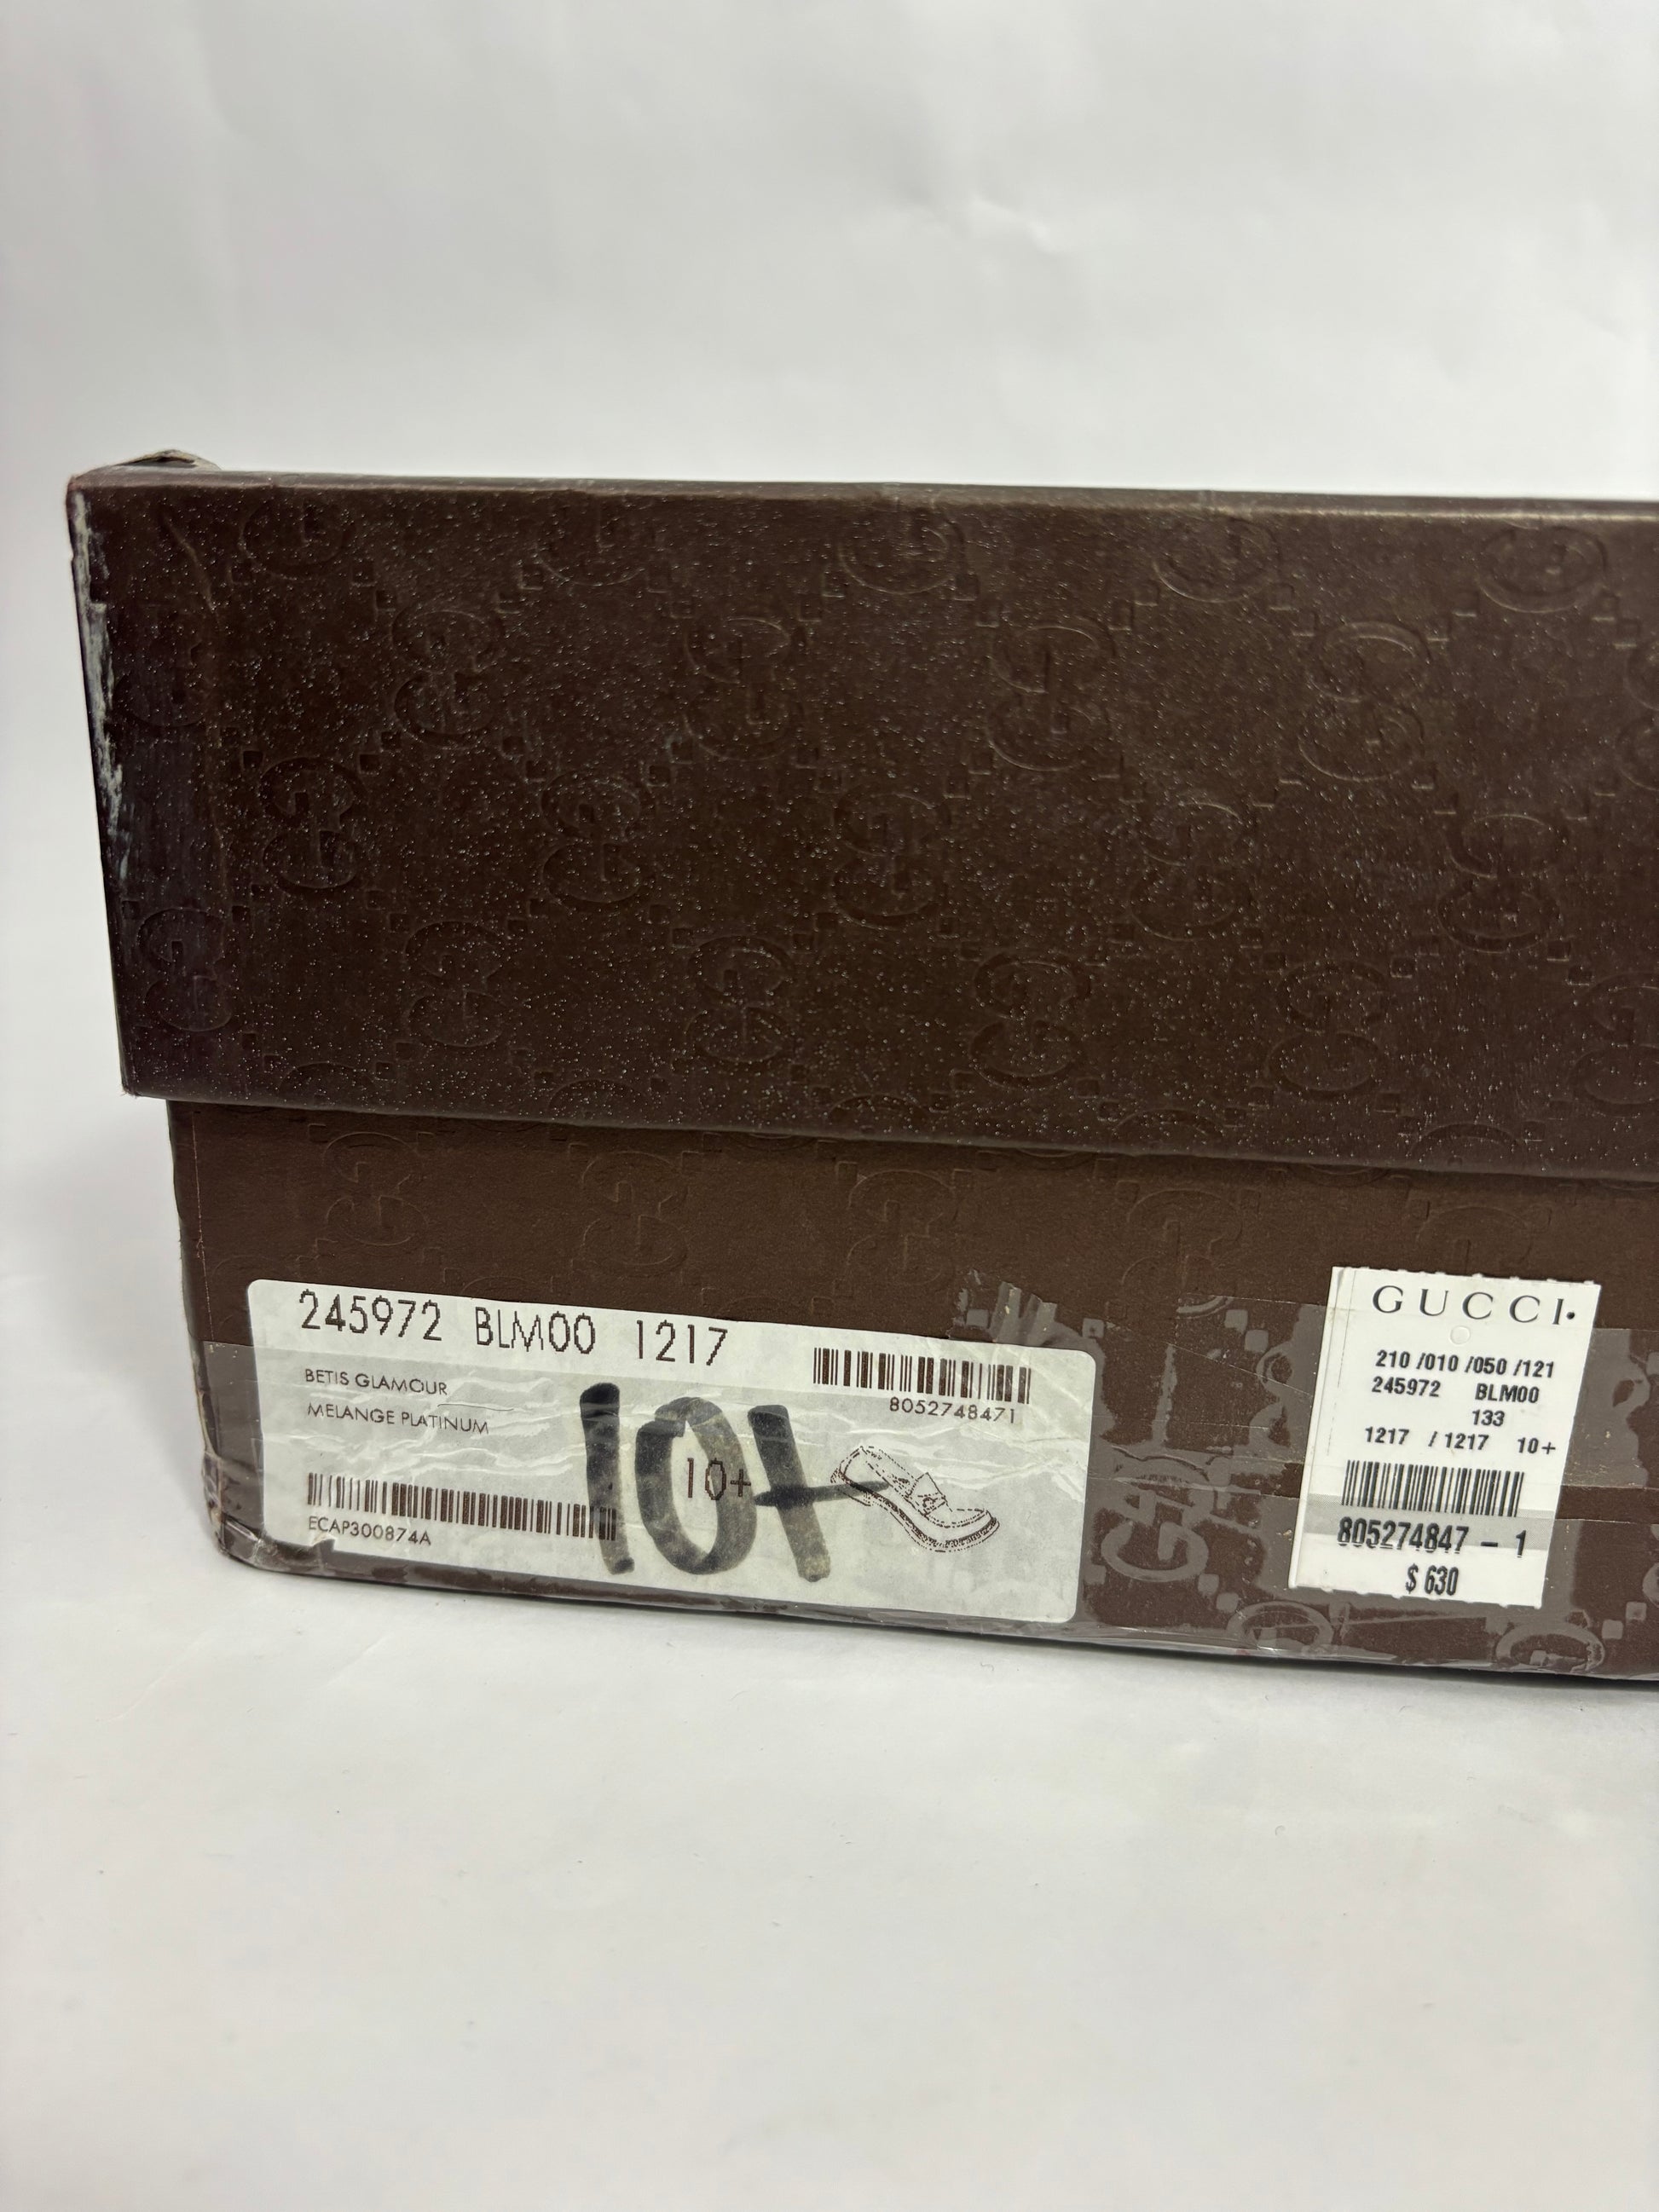 245972 BLM00 1217
BETIS GLAMOUR
MELANGE PLATINUM
8052748471
10+
10+
ECAP300874A
GUCCI
210 /010 /050 /121
245972 BLM00
133
1217 / 1217 10+
805274847 - 1
$ 630